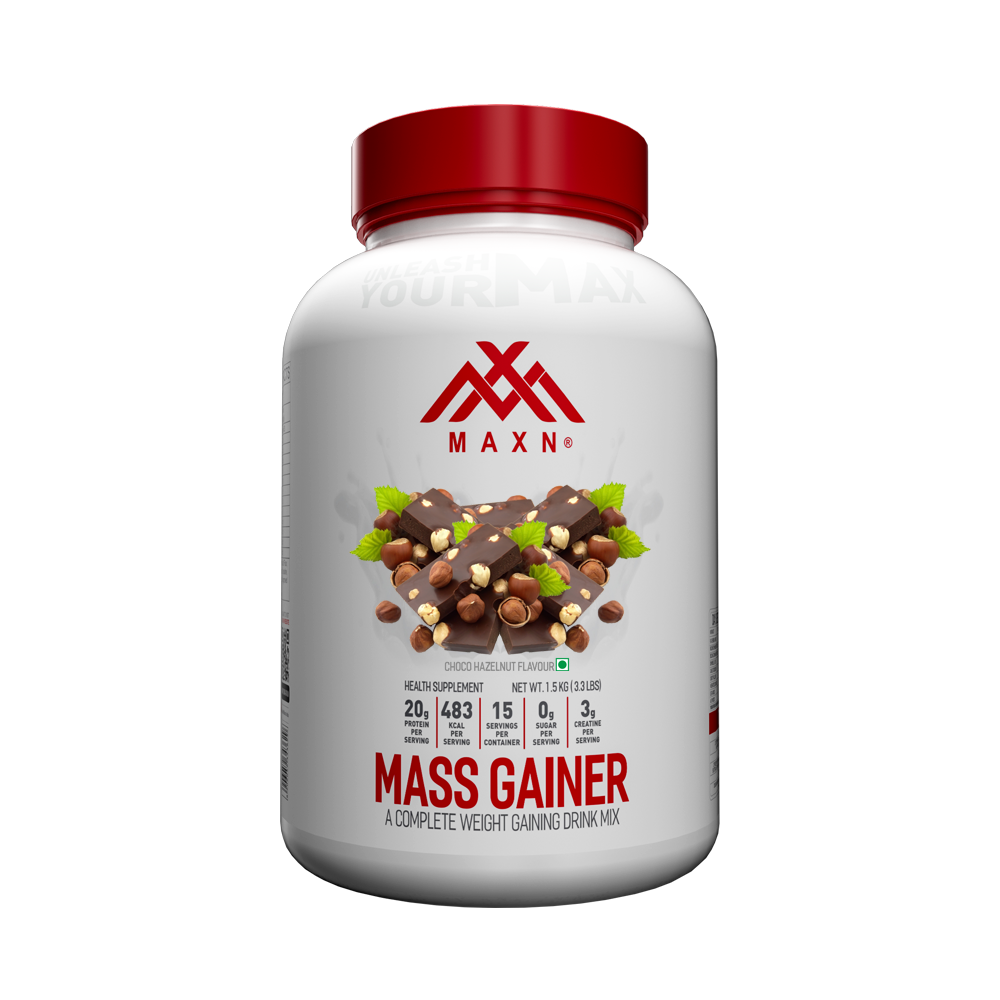 UNLEASH
YOUR MAX
MAXN®
CHOCO HAZELNUT FLAVOUR
HEALTH SUPPLEMENT NET WT. 1.5 KG ( 3.3 LBS)
20g PROTEIN PER SERVING
483 KCAL PER SERVING
15 SERVINGS PER CONTAINER
0g SUGAR PER SERVING
3g CREATINE PER SERVING
MASS GAINER
A COMPLETE WEIGHT GAINING DRINK MIX